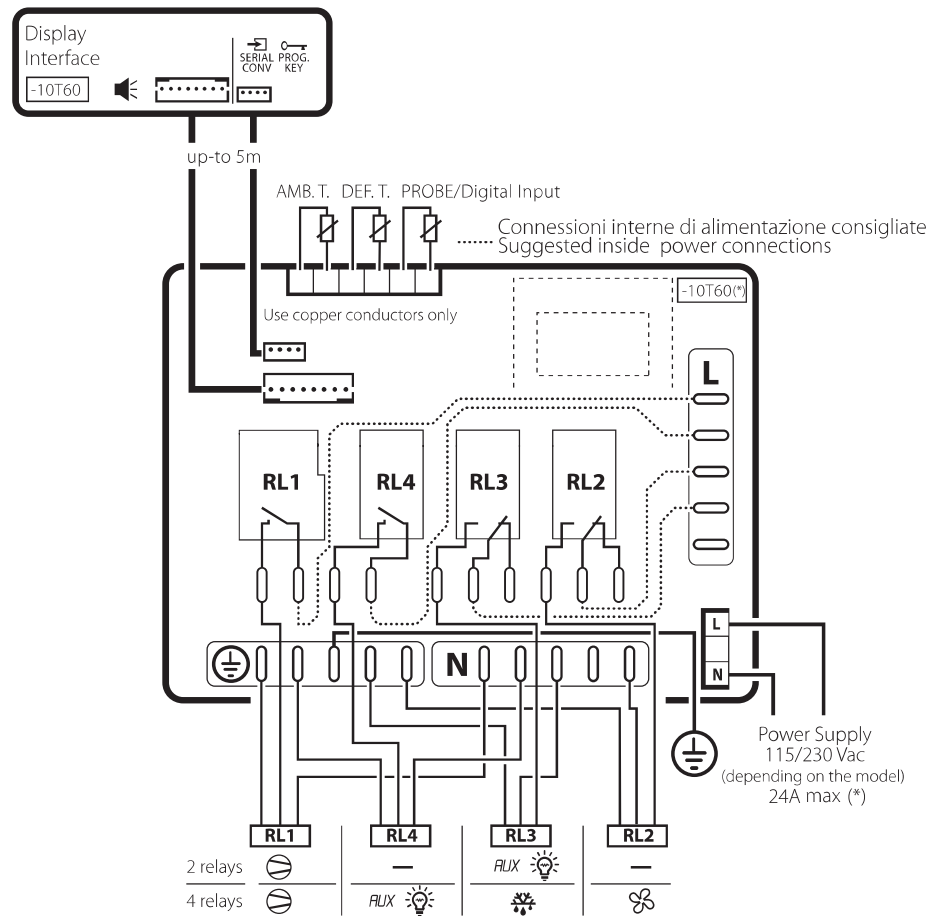 Display
Interface
-10T60
SERIAL CONV
PROG. KEY
up-to 5m
AMB. T. DEF. T. PROBE/Digital Input
Connessioni interne di alimentazione consigliate
Suggested inside power connections
-10T60(*)
Use copper conductors only
L
RL1 RL4 RL3 RL2
L
N
N
Power Supply
115/230 Vac
(depending on the model)
24A max (*)
RL1 RL4 RL3 RL2
2 relays — AUX —
4 relays AUX